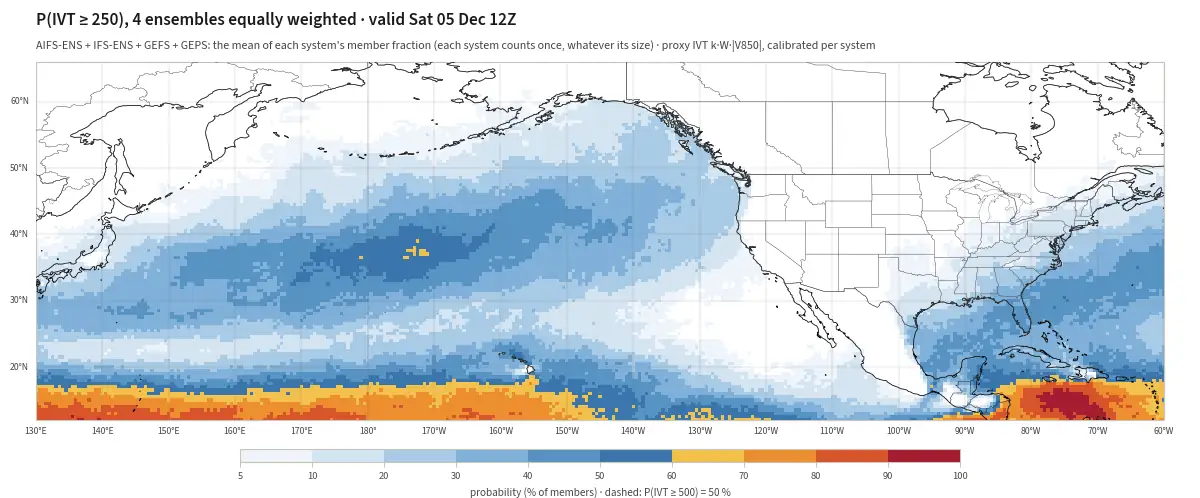 P(IVT ≥ 250), 4 ensembles equally weighted · valid Sat 05 Dec 12Z
AIFS-ENS + IFS-ENS + GEFS + GEPS: the mean of each system's member fraction (each system counts once, whatever its size) · proxy IVT k·W·|V850|, calibrated per system
60°N
50°N
40°N
30°N
20°N
130°E 140°E 150°E 160°E 170°E 180° 170°W 160°W 150°W 140°W 130°W 120°W 110°W 100°W 90°W 80°W 70°W 60°W
5 10 20 30 40 50 60 70 80 90 100
probability (% of members) · dashed: P(IVT ≥ 500) = 50 %